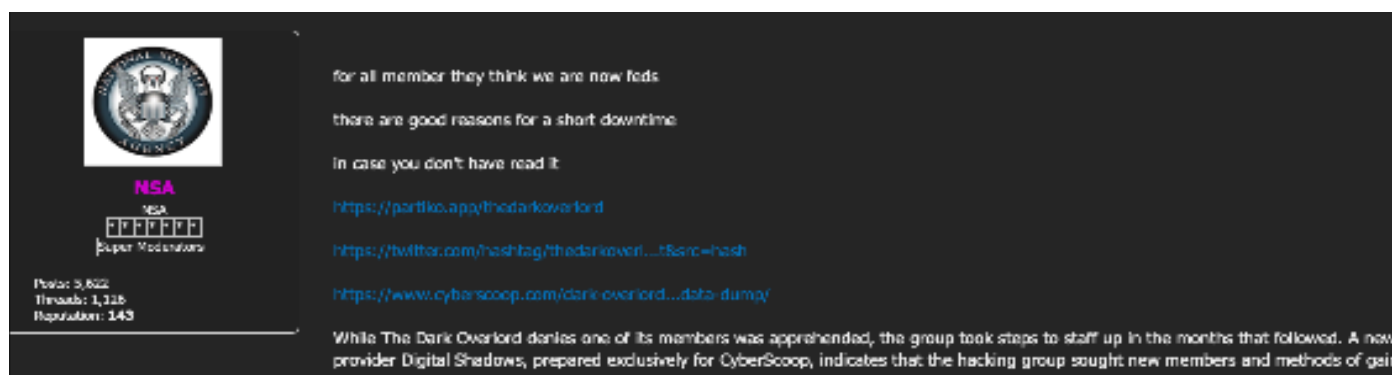 NATIONAL SECURITY AGENCY
NSA
NSA
Super Moderators
Posts: 5,622
Threads: 1,126
Reputation: 143
for all member they think we are now feds
there are good reasons for a short downtime
in case you don't have read it
https://partiko.app/thedarkoverlord
https://twitter.com/hashtag/thedarkoverl...t&src=hash
https://www.cyberscoop.com/dark-overlord...data-dump/
While The Dark Overlord denies one of its members was apprehended, the group took steps to staff up in the months that followed. A new
provider Digital Shadows, prepared exclusively for CyberScoop, indicates that the hacking group sought new members and methods of gai